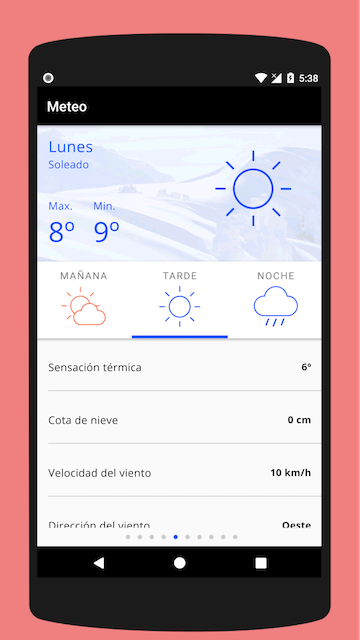 5:38
Meteo
Lunes
Soleado
Max. Min.
8º 9º
MAÑANA TARDE NOCHE
Sensación térmica 6º
Cota de nieve 0 cm
Velocidad del viento 10 km/h
Dirección del viento Oeste